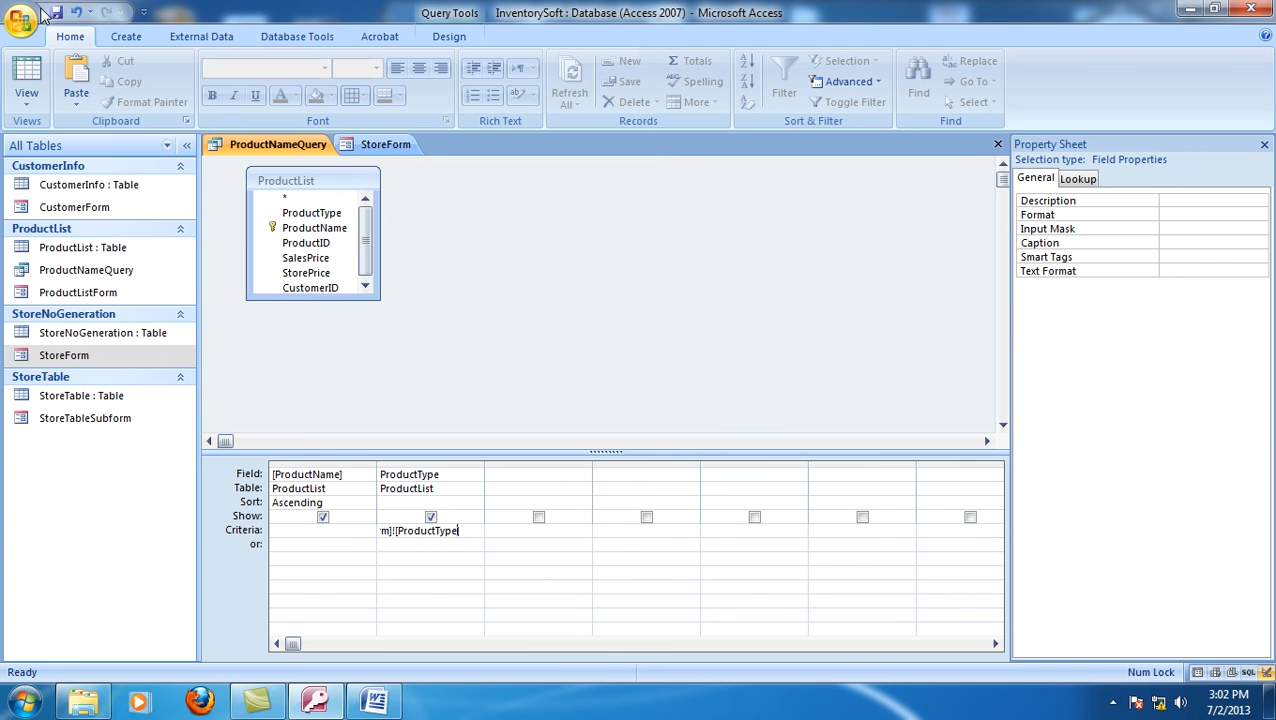 Query Tools
InventorySoft : Database (Access 2007) - Microsoft Access
Home
Create
External Data
Database Tools
Acrobat
Design
View
Views
Paste
Cut
Copy
Format Painter
Clipboard
B I U A
Font
Rich Text
Refresh All
New
Save
Delete
Σ Totals
Spelling
More
Records
Filter
Selection
Advanced
Toggle Filter
Sort & Filter
Find
Replace
Go To
Select
Find
All Tables
CustomerInfo
CustomerInfo : Table
CustomerForm
ProductList
ProductList : Table
ProductNameQuery
ProductListForm
StoreNoGeneration
StoreNoGeneration : Table
StoreForm
StoreTable
StoreTable : Table
StoreTableSubform
ProductNameQuery
StoreForm
ProductList
*
ProductType
ProductName
ProductID
SalesPrice
StorePrice
CustomerID
Field: [ProductName] ProductType
Table: ProductList ProductList
Sort: Ascending
Show:
Criteria: m]![ProductType
or:
Property Sheet
Selection type: Field Properties
General
Lookup
Description
Format
Input Mask
Caption
Smart Tags
Text Format
Ready
Num Lock
SQL
3:02 PM
7/2/2013